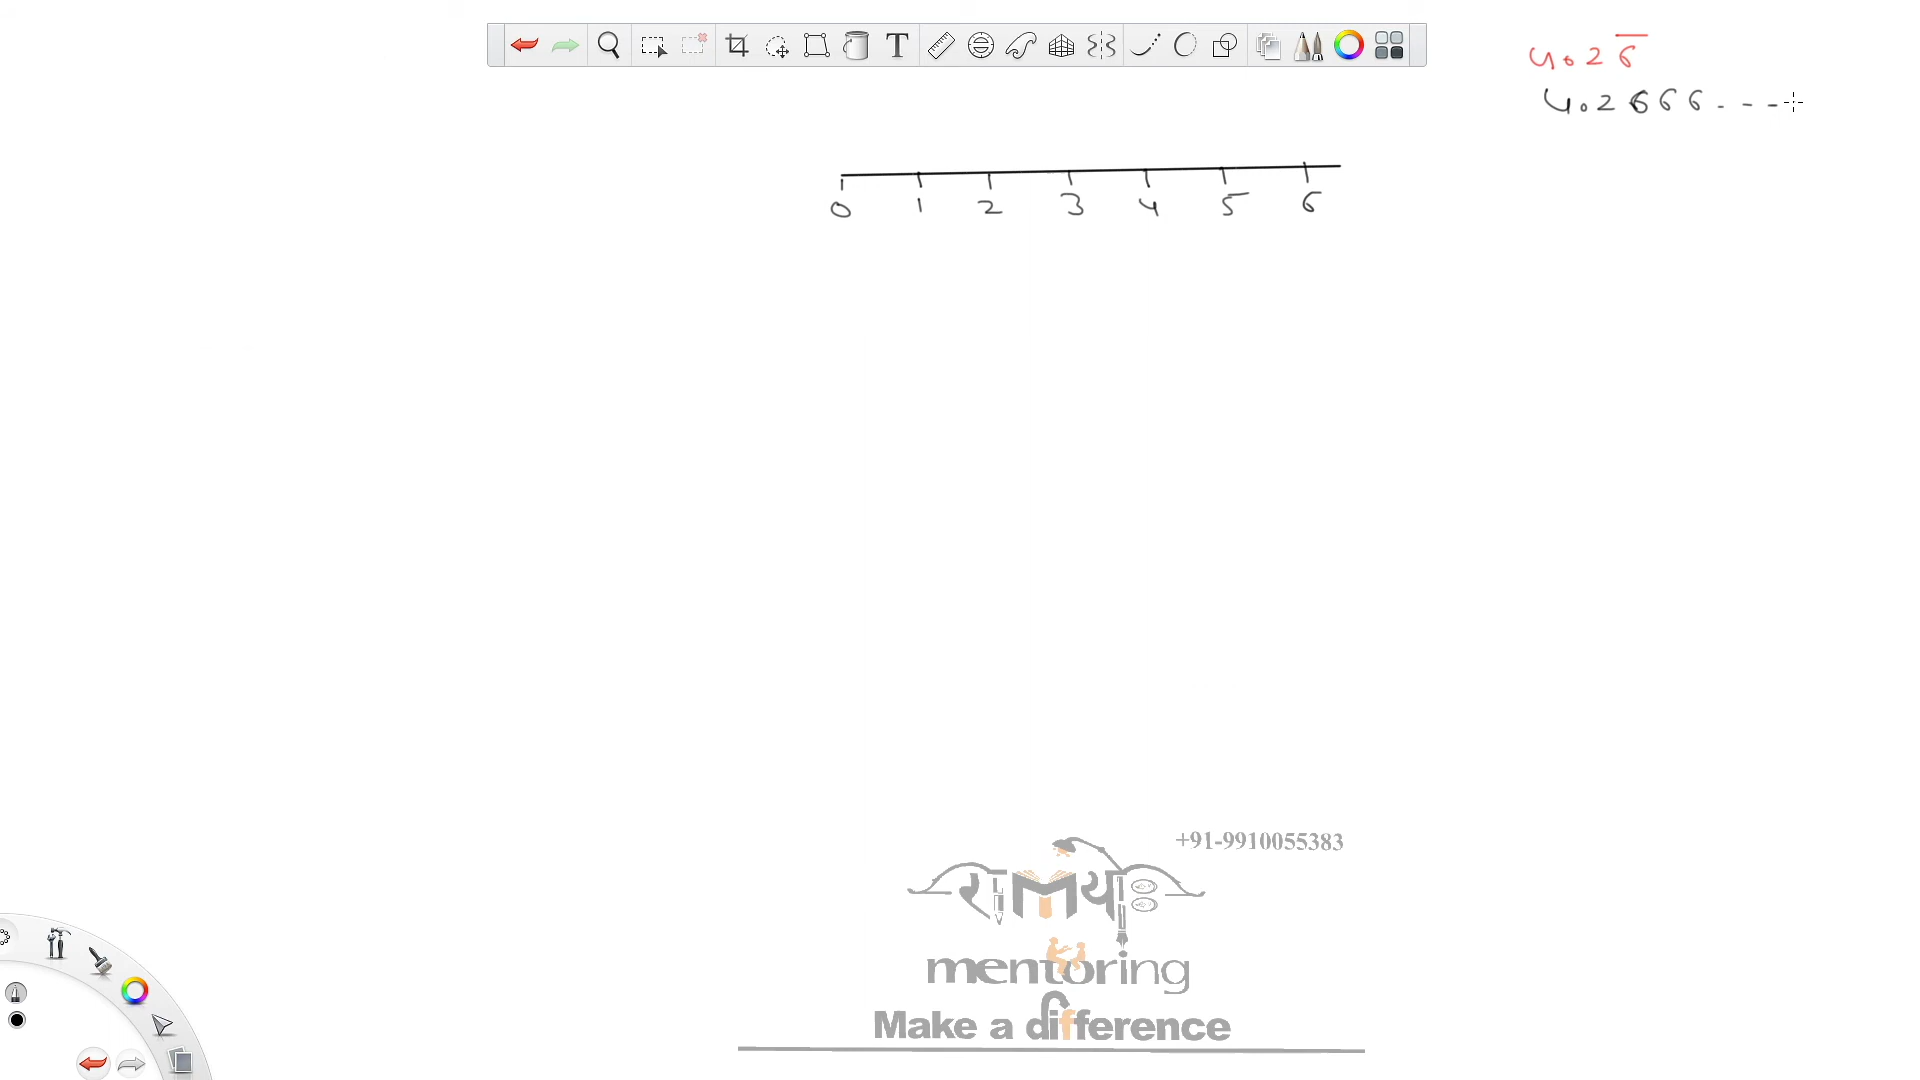 4.26̅
4.2666....
0 1 2 3 4 5 6
+91-9910055383
रामया
mentoring
Make a difference